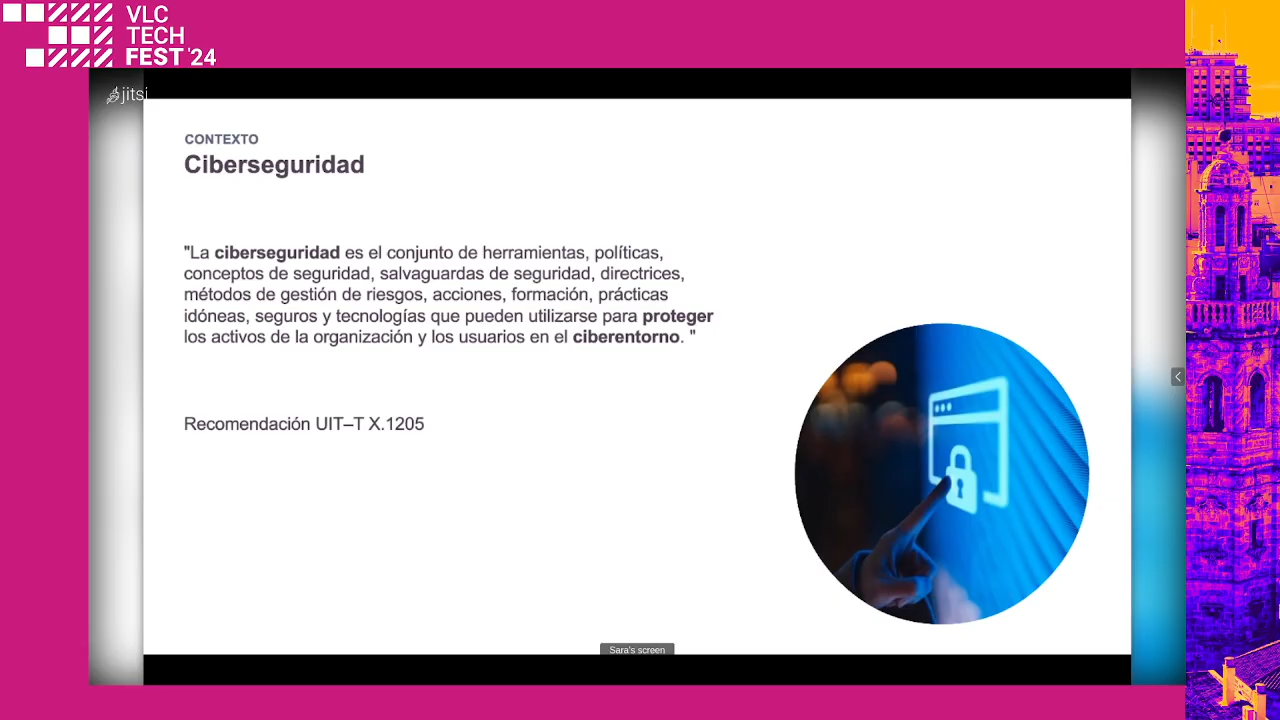 VLC
TECH
FEST '24
jitsi
CONTEXTO
Ciberseguridad
"La ciberseguridad es el conjunto de herramientas, políticas,
conceptos de seguridad, salvaguardas de seguridad, directrices,
métodos de gestión de riesgos, acciones, formación, prácticas
idóneas, seguros y tecnologías que pueden utilizarse para proteger
los activos de la organización y los usuarios en el ciberentorno. "
Recomendación UIT–T X.1205
Sara's screen